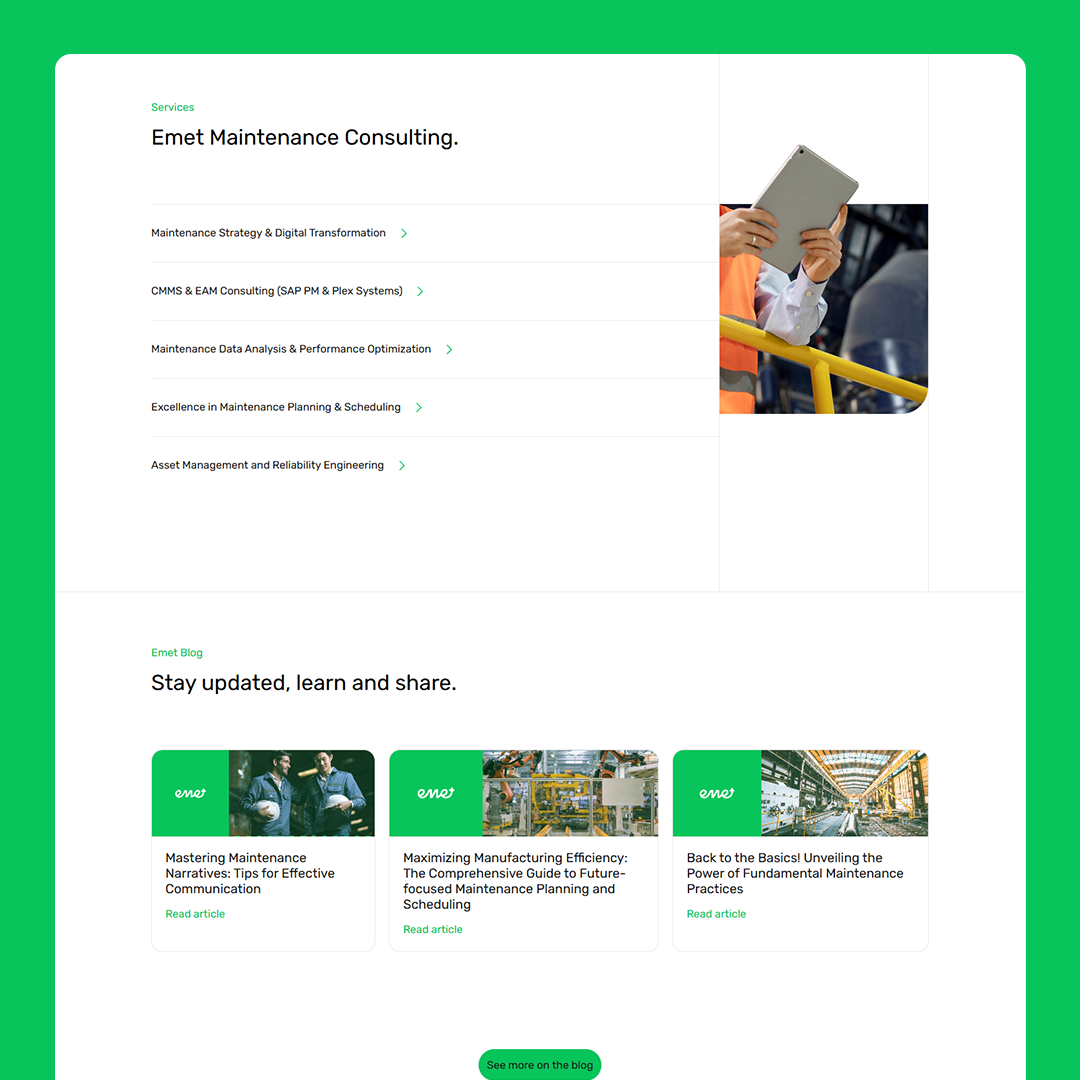 Services
Emet Maintenance Consulting.
Maintenance Strategy & Digital Transformation
CMMS & EAM Consulting (SAP PM & Plex Systems)
Maintenance Data Analysis & Performance Optimization
Excellence in Maintenance Planning & Scheduling
Asset Management and Reliability Engineering
Emet Blog
Stay updated, learn and share.
emet
Mastering Maintenance
Narratives: Tips for Effective
Communication
Read article
emet
Maximizing Manufacturing Efficiency:
The Comprehensive Guide to Future-
focused Maintenance Planning and
Scheduling
Read article
emet
Back to the Basics! Unveiling the
Power of Fundamental Maintenance
Practices
Read article
See more on the blog